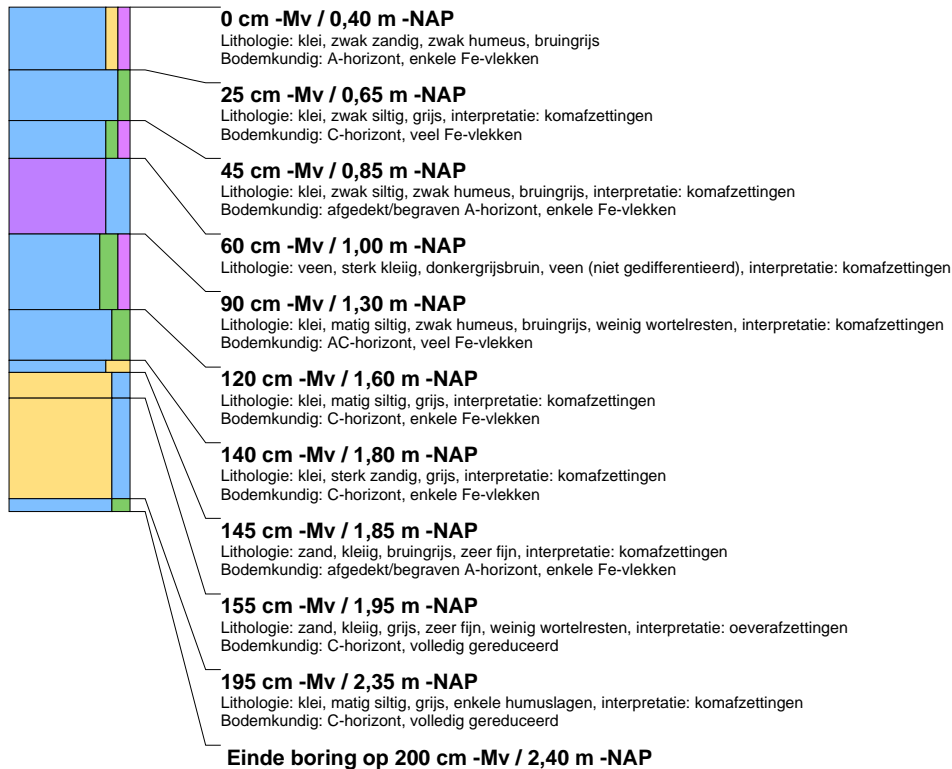 0 cm -Mv / 0,40 m -NAP
Lithologie: klei, zwak zandig, zwak humeus, bruingrijs
Bodemkundig: A-horizont, enkele Fe-vlekken
25 cm -Mv / 0,65 m -NAP
Lithologie: klei, zwak siltig, grijs, interpretatie: komafzettingen
Bodemkundig: C-horizont, veel Fe-vlekken
45 cm -Mv / 0,85 m -NAP
Lithologie: klei, zwak siltig, zwak humeus, bruingrijs, interpretatie: komafzettingen
Bodemkundig: afgedekt/begraven A-horizont, enkele Fe-vlekken
60 cm -Mv / 1,00 m -NAP
Lithologie: veen, sterk kleiig, donkergrijsbruin, veen (niet gedifferentieerd), interpretatie: komafzettingen
90 cm -Mv / 1,30 m -NAP
Lithologie: klei, matig siltig, zwak humeus, bruingrijs, weinig wortelresten, interpretatie: komafzettingen
Bodemkundig: AC-horizont, veel Fe-vlekken
120 cm -Mv / 1,60 m -NAP
Lithologie: klei, matig siltig, grijs, interpretatie: komafzettingen
Bodemkundig: C-horizont, enkele Fe-vlekken
140 cm -Mv / 1,80 m -NAP
Lithologie: klei, sterk zandig, grijs, interpretatie: komafzettingen
Bodemkundig: C-horizont, enkele Fe-vlekken
145 cm -Mv / 1,85 m -NAP
Lithologie: zand, kleiig, bruingrijs, zeer fijn, interpretatie: komafzettingen
Bodemkundig: afgedekt/begraven A-horizont, enkele Fe-vlekken
155 cm -Mv / 1,95 m -NAP
Lithologie: zand, kleiig, grijs, zeer fijn, weinig wortelresten, interpretatie: oeverafzettingen
Bodemkundig: C-horizont, volledig gereduceerd
195 cm -Mv / 2,35 m -NAP
Lithologie: klei, matig siltig, grijs, enkele humuslagen, interpretatie: komafzettingen
Bodemkundig: C-horizont, volledig gereduceerd
Einde boring op 200 cm -Mv / 2,40 m -NAP